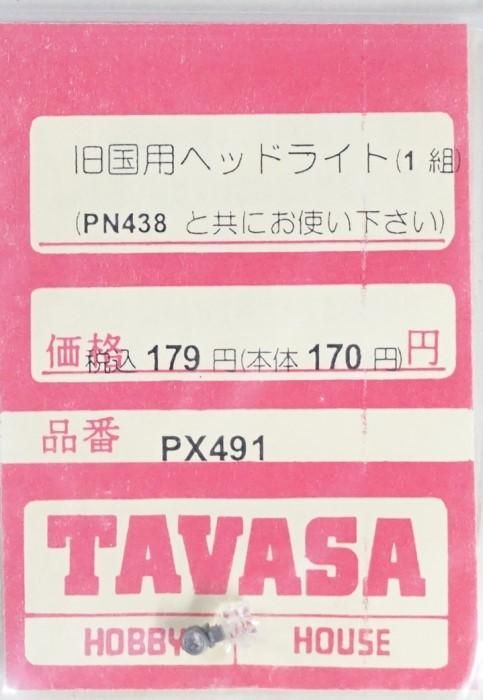 旧国用ヘッドライト(1 組)
(PN438 と共にお使い下さい)
価格 税込 179 円(本体 170 円) 円
品番 PX491
TAVASA
HOBBY HOUSE